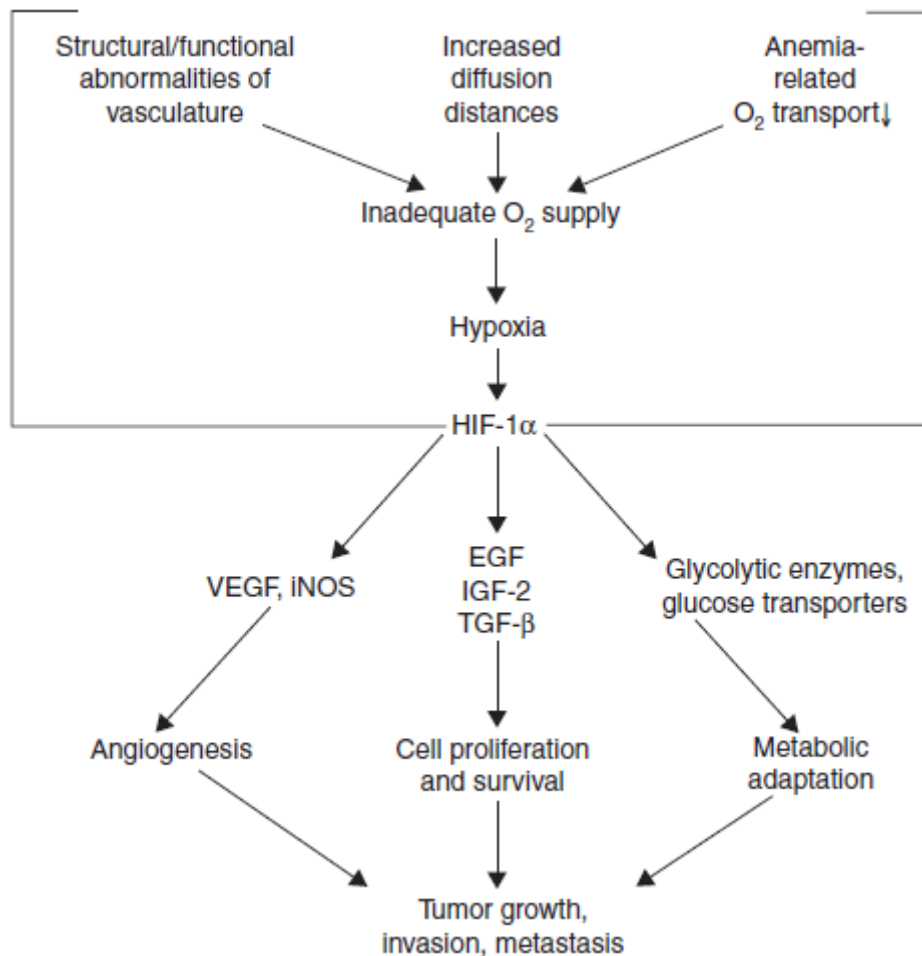 Structural/functional
abnormalities of
vasculature
Increased
diffusion
distances
Anemia-
related
O₂ transport↓
Inadequate O₂ supply
Hypoxia
HIF-1α
VEGF, iNOS
EGF
IGF-2
TGF-β
Glycolytic enzymes,
glucose transporters
Angiogenesis
Cell proliferation
and survival
Metabolic
adaptation
Tumor growth,
invasion, metastasis